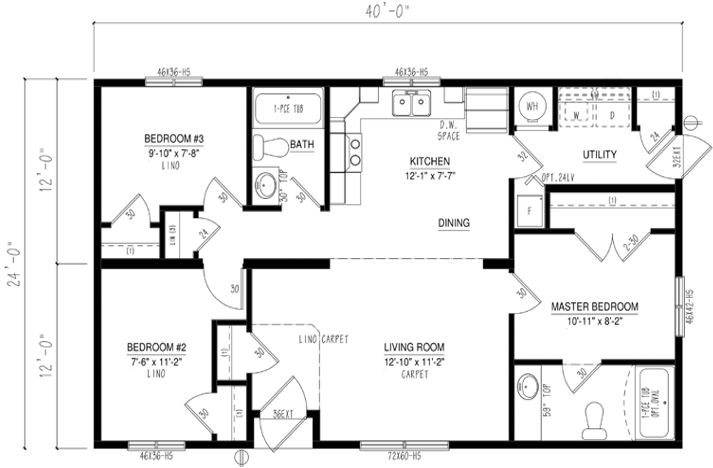 40'-0"
46X36-H5
46X36-H5
24'-0"
12'-0"
12'-0"
BEDROOM #3
9'-10" x 7'-8"
LINO
30
30
(1)
LIN (5)
24
1-PCE TUB
BATH
30" TOP
30
D.W.
SPACE
KITCHEN
12'-1" x 7'-7"
DINING
WH
W
D
(1)
24
32EXT
UTILITY
32
OPT.24LV
F
(1)
2-30
MASTER BEDROOM
10'-11" x 8'-2"
46X42-H5
30
30
59" TOP
1-PCE TUB
OPT.OVAL
30
BEDROOM #2
7'-6" x 11'-2"
LINO
(1)
30
30
(1)
LINO
CARPET
LIVING ROOM
12'-10" x 11'-2"
CARPET
36EXT
46X36-H5
72X60-H5